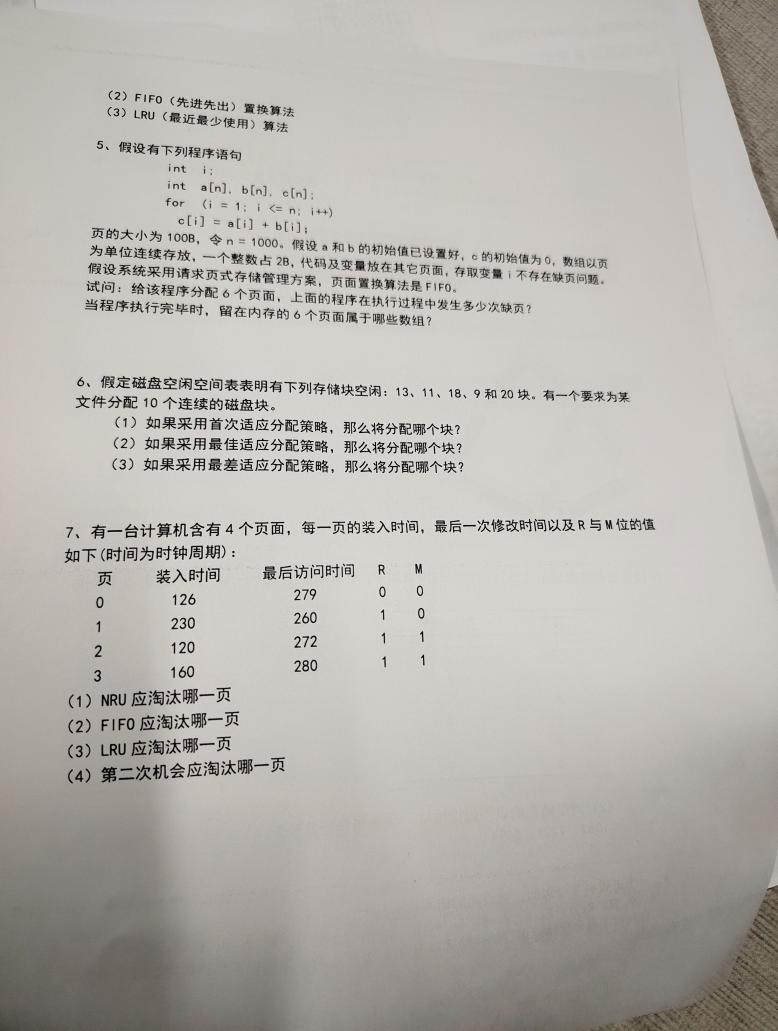 (2) FIFO（先进先出）置换算法
(3) LRU（最近最少使用）算法
5、假设有下列程序语句
int i;
int a[n], b[n], c[n];
for (i = 1; i <= n; i++)
c[i] = a[i] + b[i];
页的大小为 100B，令 n = 1000。假设 a 和 b 的初始值已设置好，c 的初始值为 0，数组以页
为单位连续存放，一个整数占 2B，代码及变量放在其它页面，存取变量 i 不存在缺页问题。
假设系统采用请求页式存储管理方案，页面置换算法是 FIFO。
试问：给该程序分配 6 个页面，上面的程序在执行过程中发生多少次缺页？
当程序执行完毕时，留在内存的 6 个页面属于哪些数组？
6、假定磁盘空闲空间表表明有下列存储块空闲：13、11、18、9 和 20 块。有一个要求为某
文件分配 10 个连续的磁盘块。
(1) 如果采用首次适应分配策略，那么将分配哪个块？
(2) 如果采用最佳适应分配策略，那么将分配哪个块？
(3) 如果采用最差适应分配策略，那么将分配哪个块？
7、有一台计算机含有 4 个页面，每一页的装入时间，最后一次修改时间以及 R 与 M 位的值
如下(时间为时钟周期)：
页 装入时间 最后访问时间 R M
0 126 279 0 0
1 230 260 1 0
2 120 272 1 1
3 160 280 1 1
(1) NRU 应淘汰哪一页
(2) FIFO 应淘汰哪一页
(3) LRU 应淘汰哪一页
(4) 第二次机会应淘汰哪一页